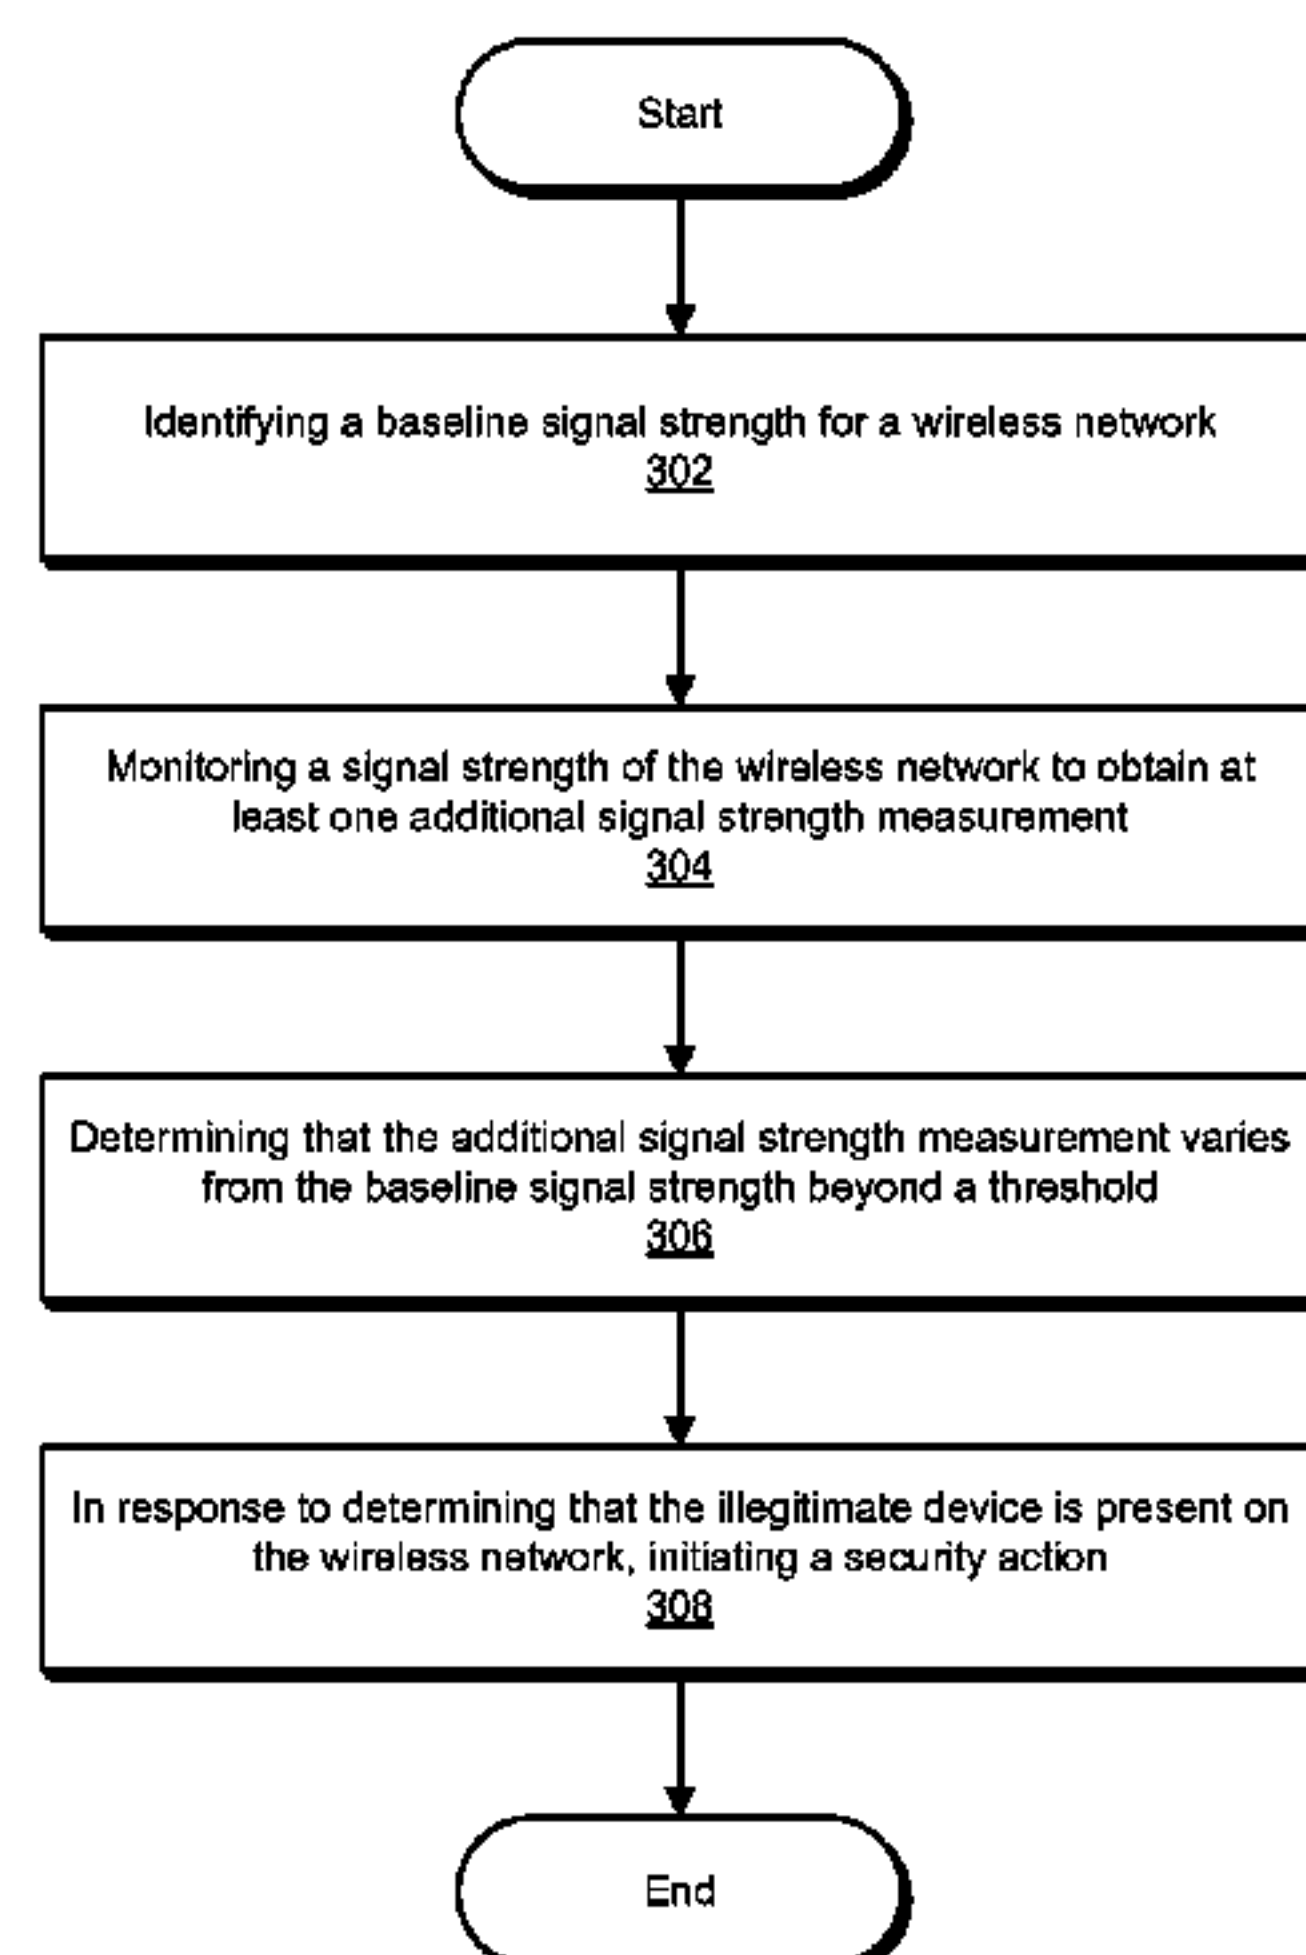 Start
Identifying a baseline signal strength for a wireless network
302
Monitoring a signal strength of the wireless network to obtain at
least one additional signal strength measurement
304
Determining that the additional signal strength measurement varies
from the baseline signal strength beyond a threshold
306
In response to determining that the illegitimate device is present on
the wireless network, initiating a security action
308
End